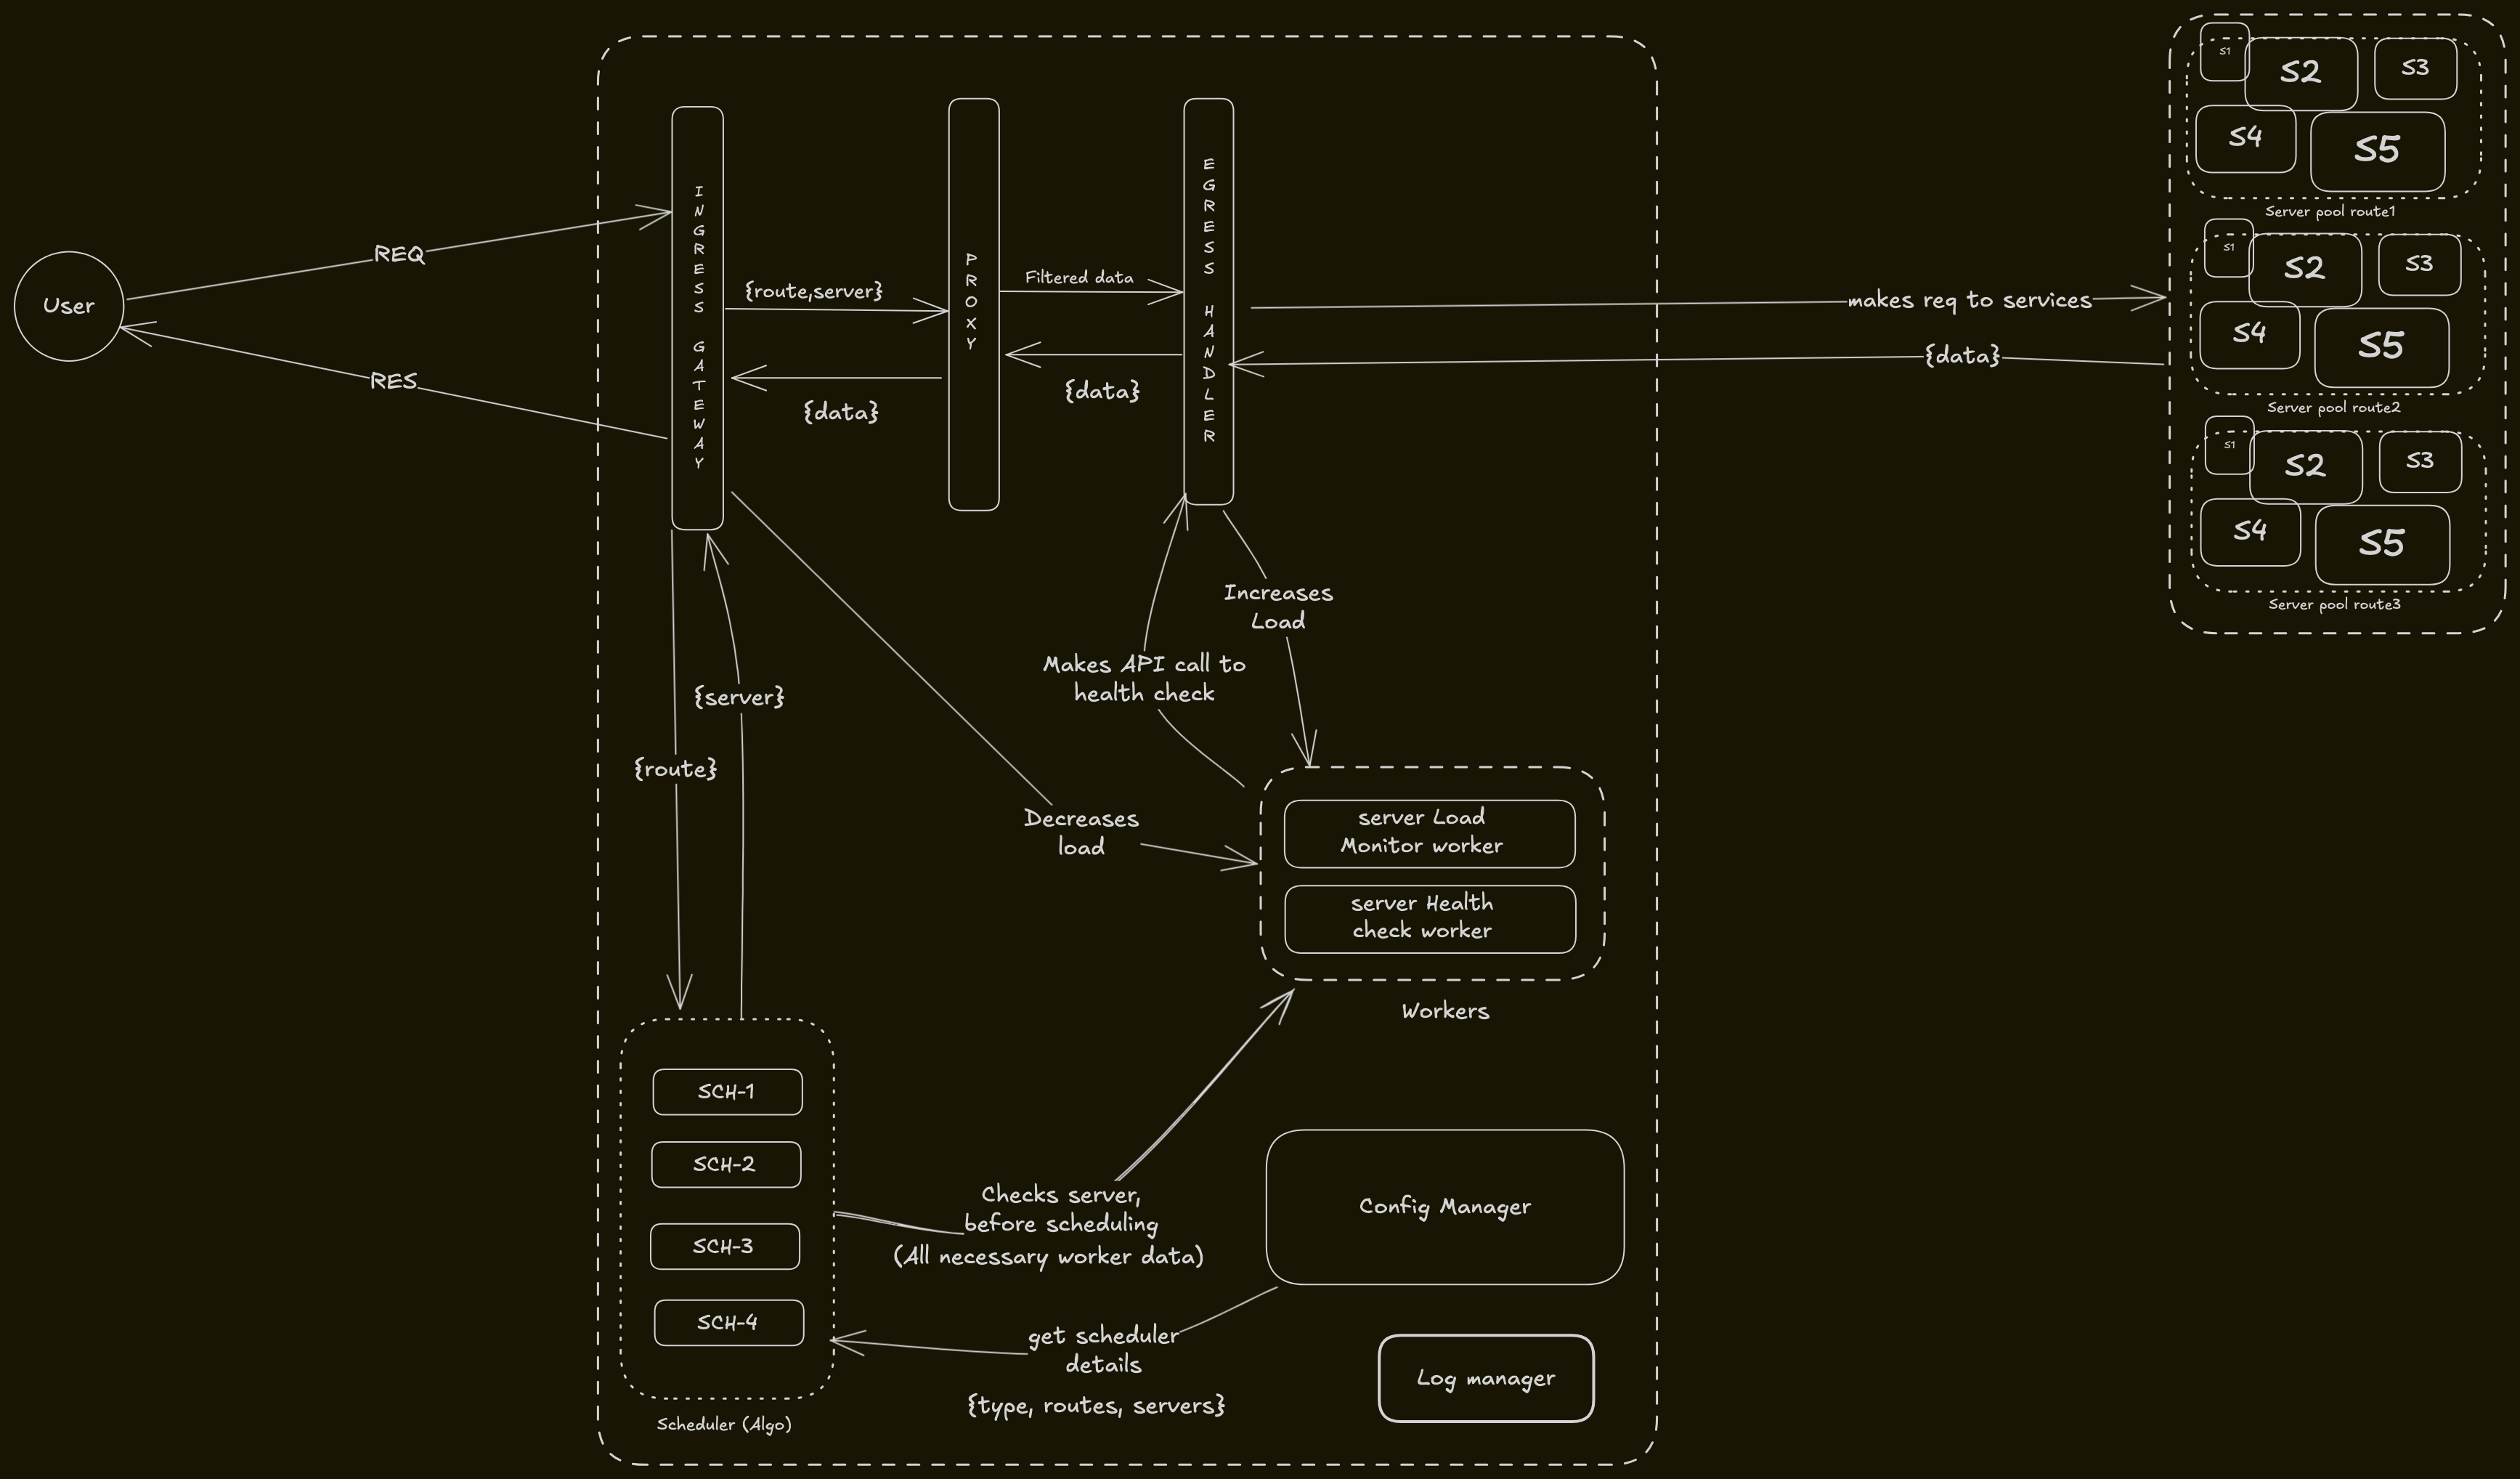 User
REQ
RES
INGRESS GATEWAY
{route,server}
{data}
PROXY
Filtered data
{data}
EGRESS HANDLER
makes req to services
{data}
S1
S2
S3
S4
S5
Server pool route1
S1
S2
S3
S4
S5
Server pool route2
S1
S2
S3
S4
S5
Server pool route3
{server}
{route}
Increases
Load
Makes API call to
health check
Decreases
load
server Load
Monitor worker
server Health
check worker
Workers
SCH-1
SCH-2
SCH-3
SCH-4
Scheduler (Algo)
Checks server,
before scheduling
(All necessary worker data)
Config Manager
get scheduler
details
{type, routes, servers}
Log manager